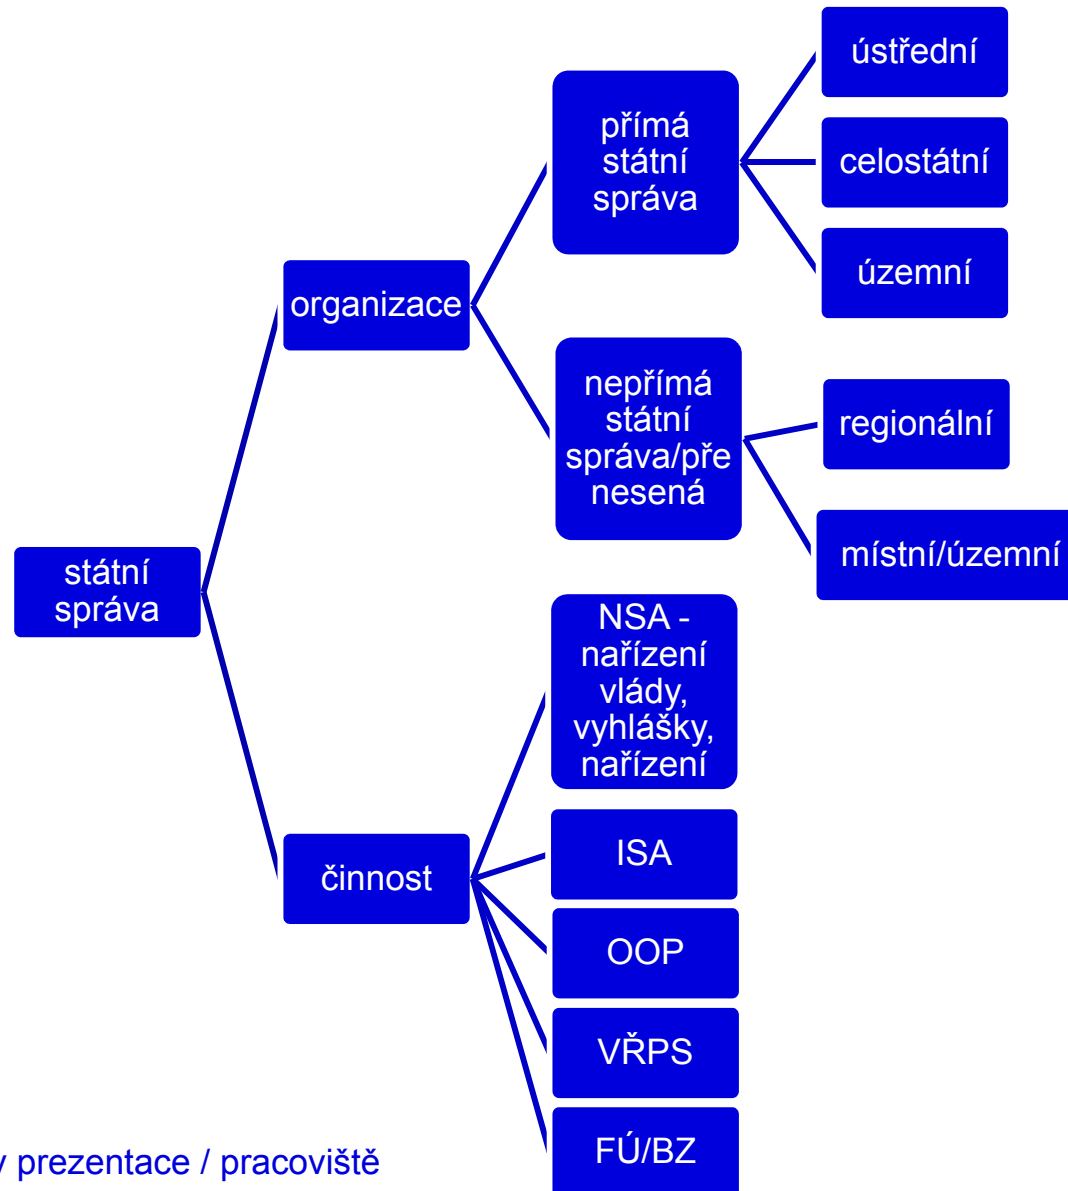 ústřední
přímá
státní
správa
celostátní
územní
organizace
nepřímá
státní
správa/pře
nesená
regionální
místní/územní
státní
správa
NSA -
nařízení
vlády,
vyhlášky,
nařízení
činnost
ISA
OOP
VŘPS
FÚ/BZ
prezentace / pracoviště